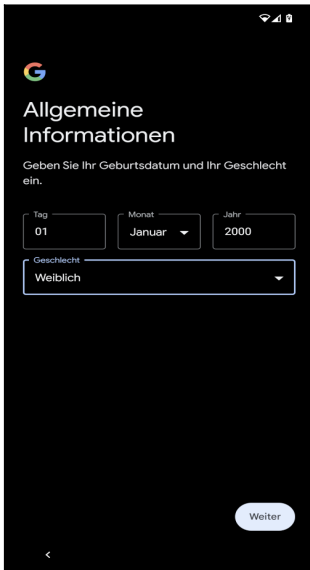 Allgemeine
Informationen
Geben Sie Ihr Geburtsdatum und Ihr Geschlecht
ein.
Tag Monat Jahr
01 Januar 2000
Geschlecht
Weiblich
Weiter